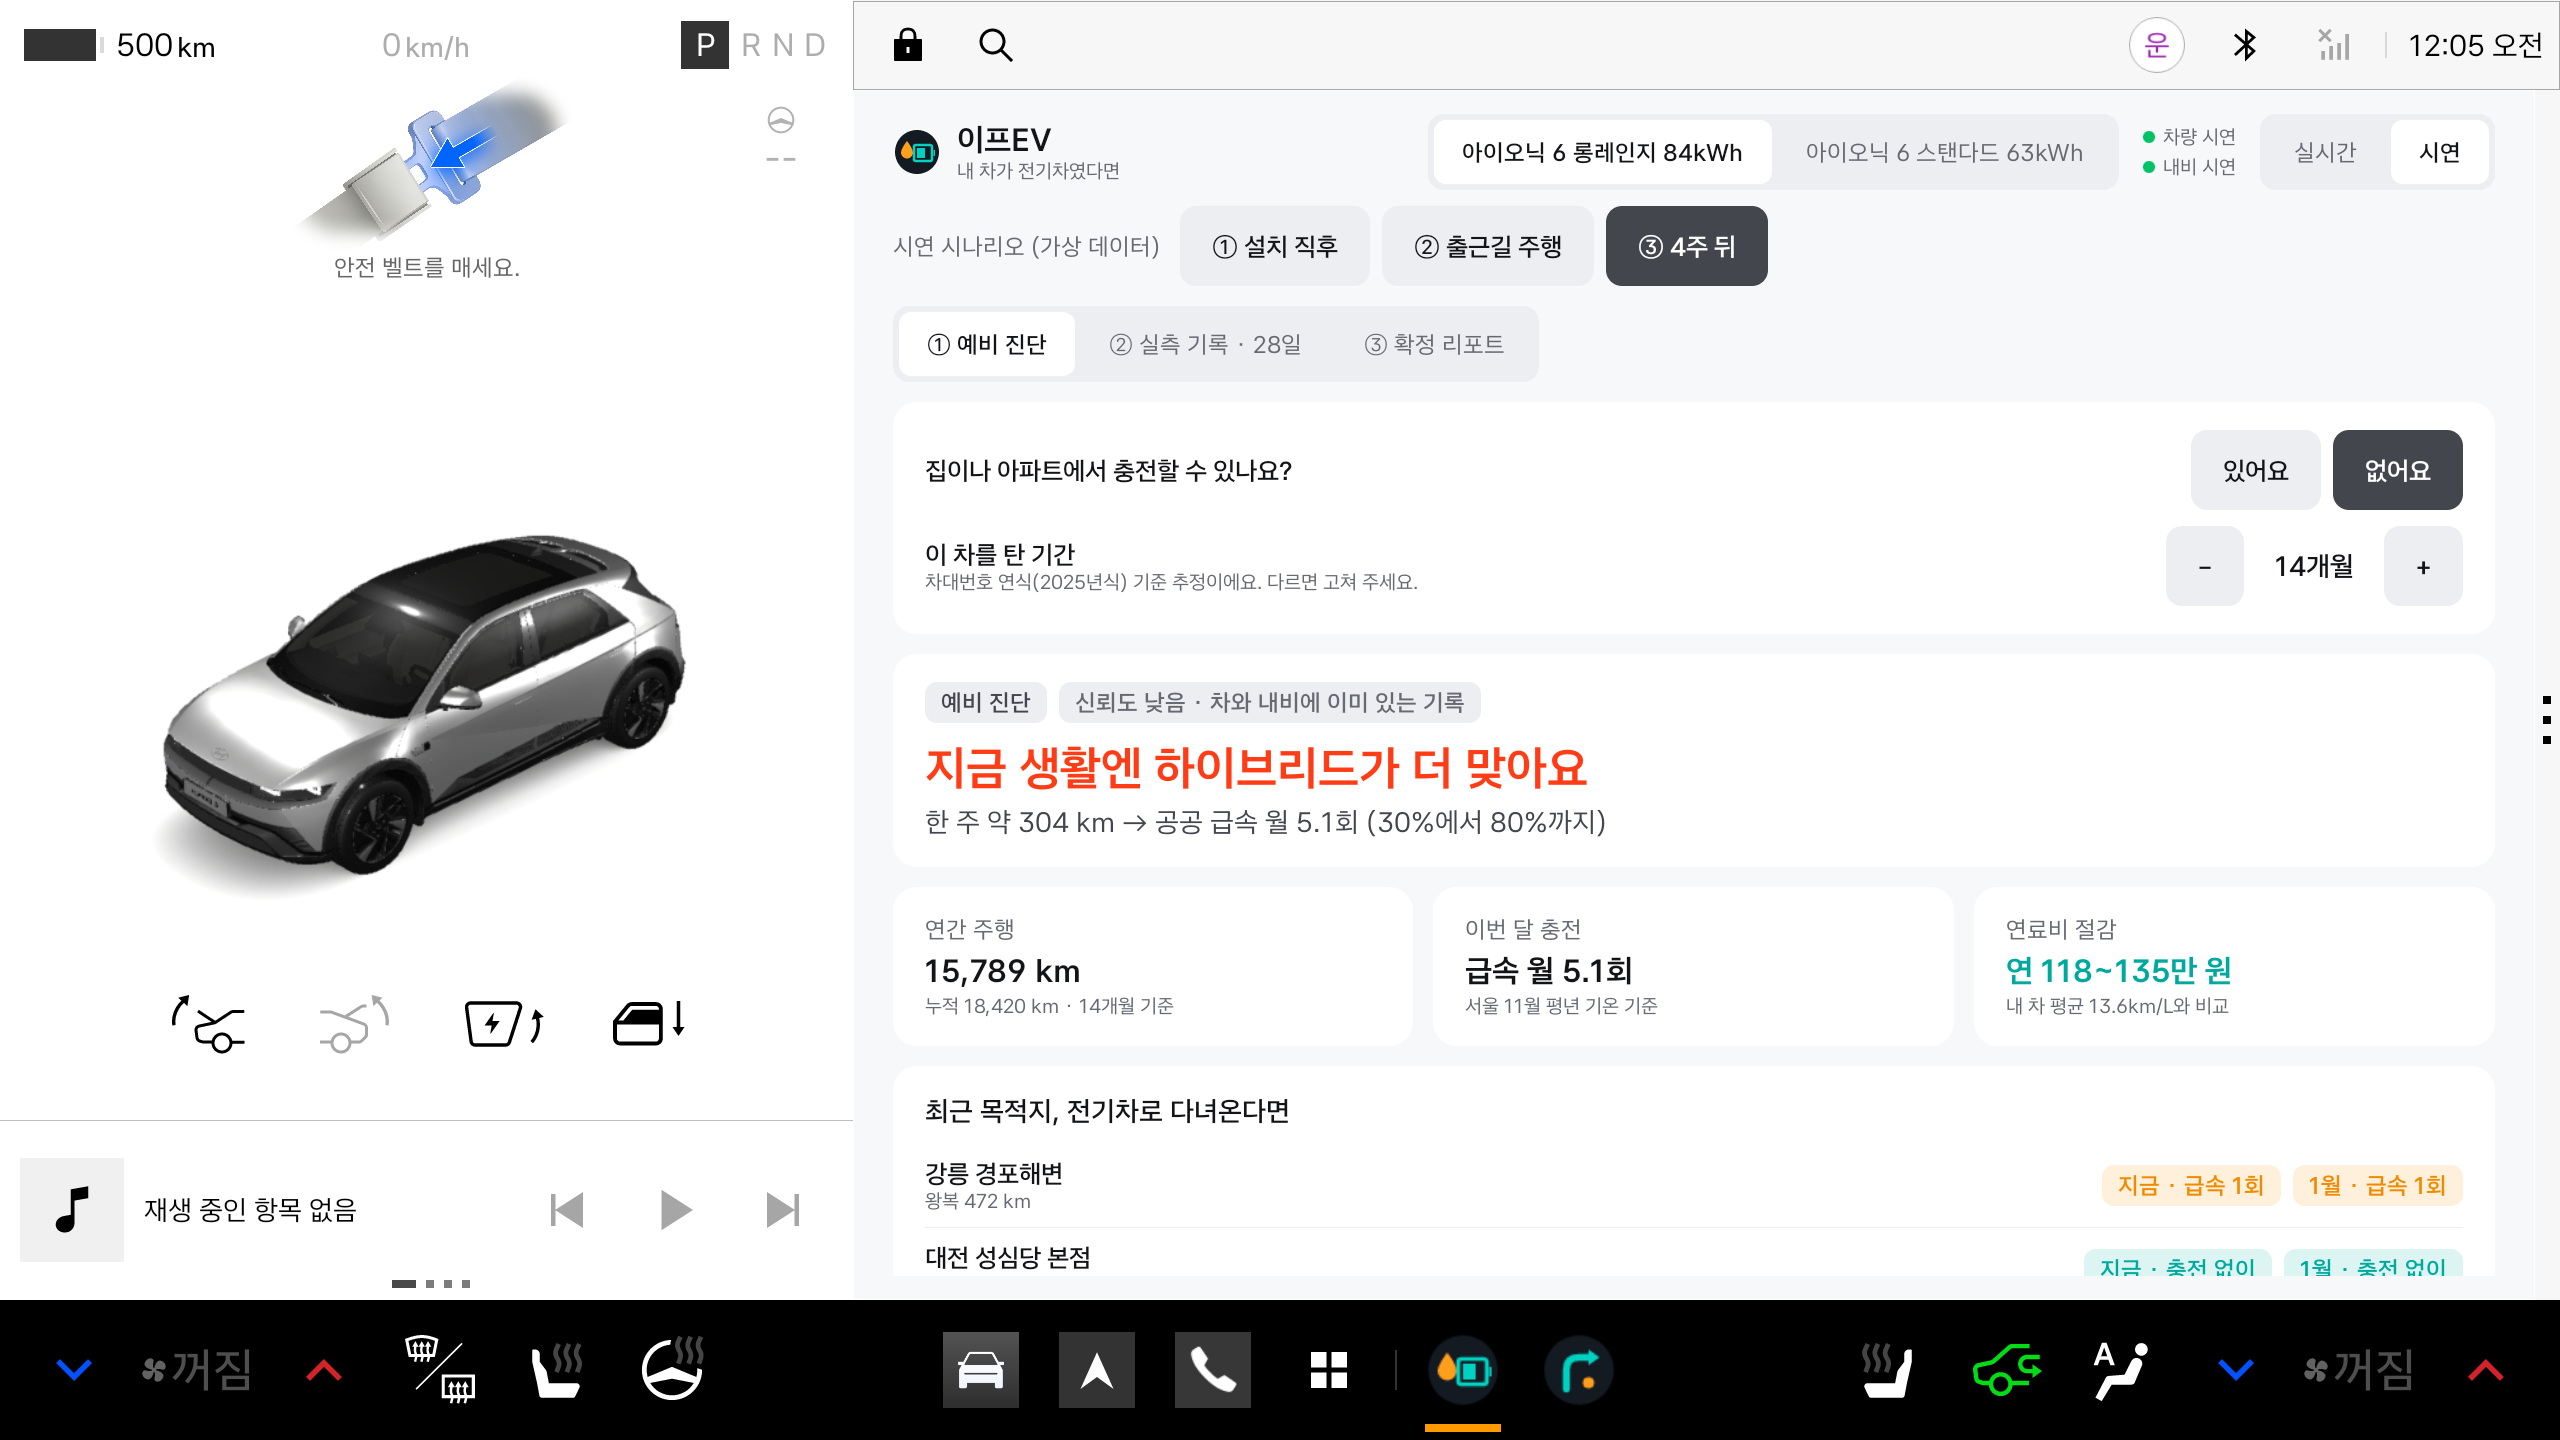 500 km
0 km/h
P R N D
안전 벨트를 매세요.
--
재생 중인 항목 없음
운
12:05 오전
이프EV
내 차가 전기차였다면
아이오닉 6 롱레인지 84kWh
아이오닉 6 스탠다드 63kWh
차량 시연
내비 시연
실시간
시연
시연 시나리오 (가상 데이터)
① 설치 직후
② 출근길 주행
③ 4주 뒤
① 예비 진단
② 실측 기록 · 28일
③ 확정 리포트
집이나 아파트에서 충전할 수 있나요?
있어요
없어요
이 차를 탄 기간
차대번호 연식(2025년식) 기준 추정이에요. 다르면 고쳐 주세요.
− 14개월 +
예비 진단
신뢰도 낮음 · 차와 내비에 이미 있는 기록
지금 생활엔 하이브리드가 더 맞아요
한 주 약 304 km → 공공 급속 월 5.1회 (30%에서 80%까지)
연간 주행
15,789 km
누적 18,420 km · 14개월 기준
이번 달 충전
급속 월 5.1회
서울 11월 평년 기온 기준
연료비 절감
연 118~135만 원
내 차 평균 13.6km/L와 비교
최근 목적지, 전기차로 다녀온다면
강릉 경포해변
왕복 472 km
지금 · 급속 1회
1월 · 급속 1회
대전 성심당 본점
지금 · 충전 없이
1월 · 충전 없이
꺼짐
A
꺼짐